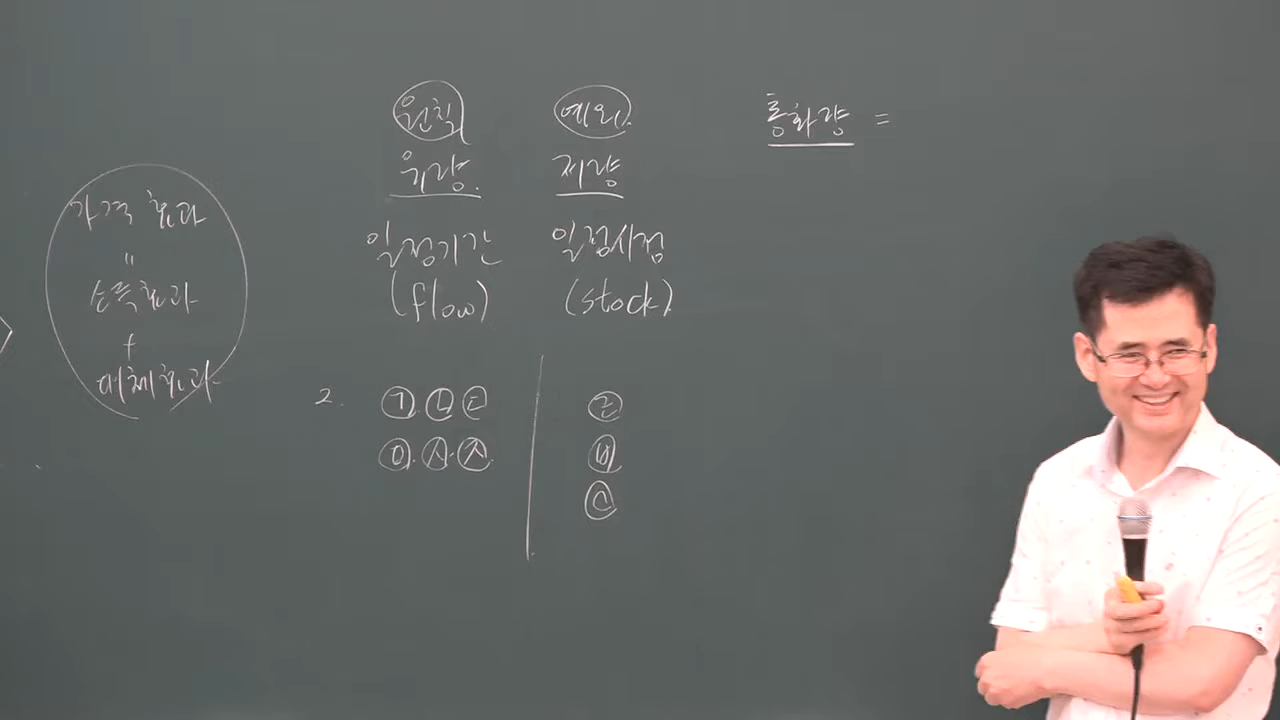 가격효과
"
소득효과
+
대체효과
원칙 예외.
유량. 저량
일정기간 일정시점
(flow) (stock)
2. ㉠ ㉡ ㉢ ㉣
㉤ ㉦ ㉨ ㉥
통화량 =